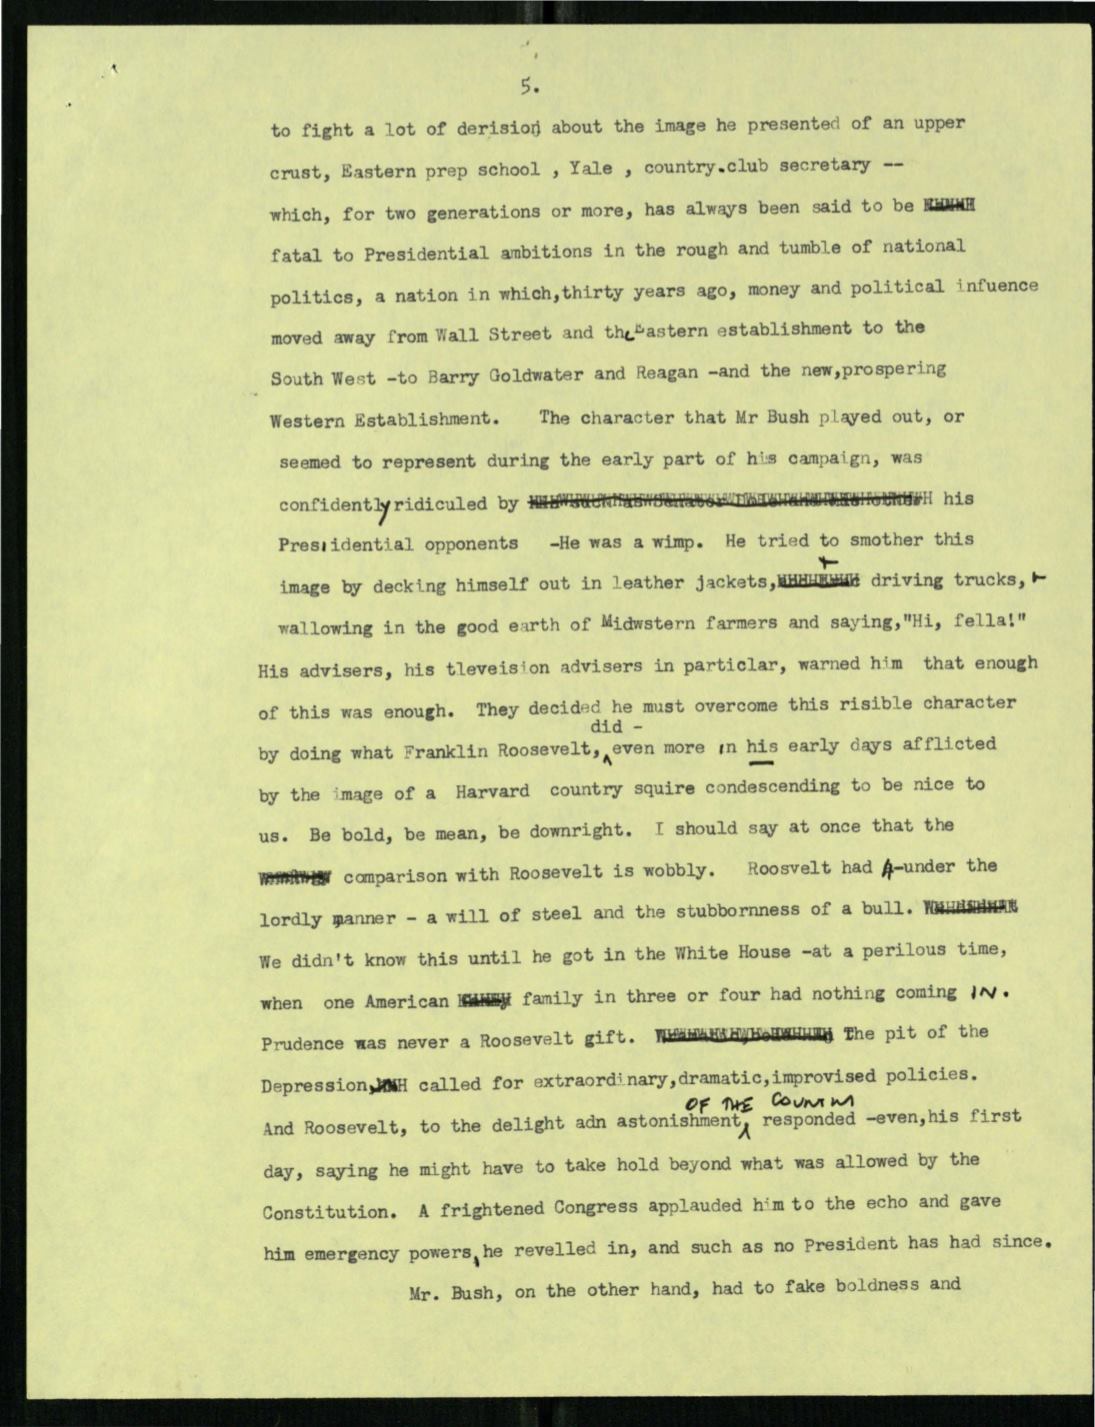 5.
to fight a lot of derision about the image he presented of an upper
crust, Eastern prep school , Yale , country.club secretary --
which, for two generations or more, has always been said to be
fatal to Presidential ambitions in the rough and tumble of national
politics, a nation in which,thirty years ago, money and political infuence
moved away from Wall Street and the Eastern establishment to the
South West -to Barry Goldwater and Reagan -and the new,prospering
Western Establishment. The character that Mr Bush played out, or
seemed to represent during the early part of his campaign, was
confidently ridiculed by his
Presidential opponents -He was a wimp. He tried to smother this
image by decking himself out in leather jackets, driving trucks,
wallowing in the good earth of Midwstern farmers and saying,"Hi, fella!"
His advisers, his tleveision advisers in particlar, warned him that enough
of this was enough. They decided he must overcome this risible character
did -
by doing what Franklin Roosevelt, even more in his early days afflicted
by the image of a Harvard country squire condescending to be nice to
us. Be bold, be mean, be downright. I should say at once that the
comparison with Roosevelt is wobbly. Roosvelt had -under the
lordly manner - a will of steel and the stubbornness of a bull.
We didn't know this until he got in the White House -at a perilous time,
when one American family in three or four had nothing coming IN.
Prudence was never a Roosevelt gift. The pit of the
Depression, called for extraordinary,dramatic,improvised policies.
OF THE COUNTRY
And Roosevelt, to the delight adn astonishment, responded -even,his first
day, saying he might have to take hold beyond what was allowed by the
Constitution. A frightened Congress applauded him to the echo and gave
him emergency powers, he revelled in, and such as no President has had since.
Mr. Bush, on the other hand, had to fake boldness and